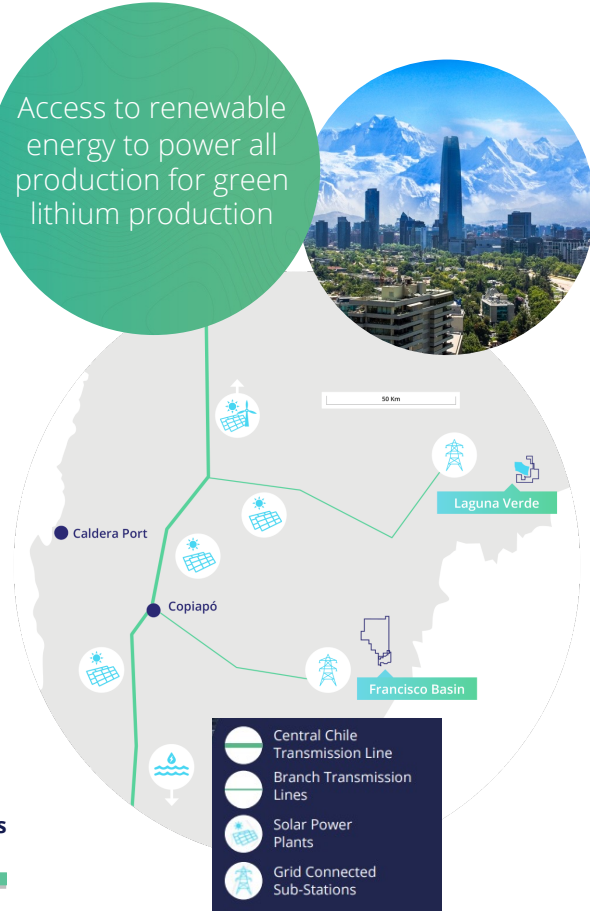 Access to renewable
energy to power all
production for green
lithium production
50 Km
Laguna Verde
Caldera Port
Copiapó
Francisco Basin
Central Chile
Transmission Line
Branch Transmission
Lines
Solar Power
Plants
Grid Connected
Sub-Stations
s